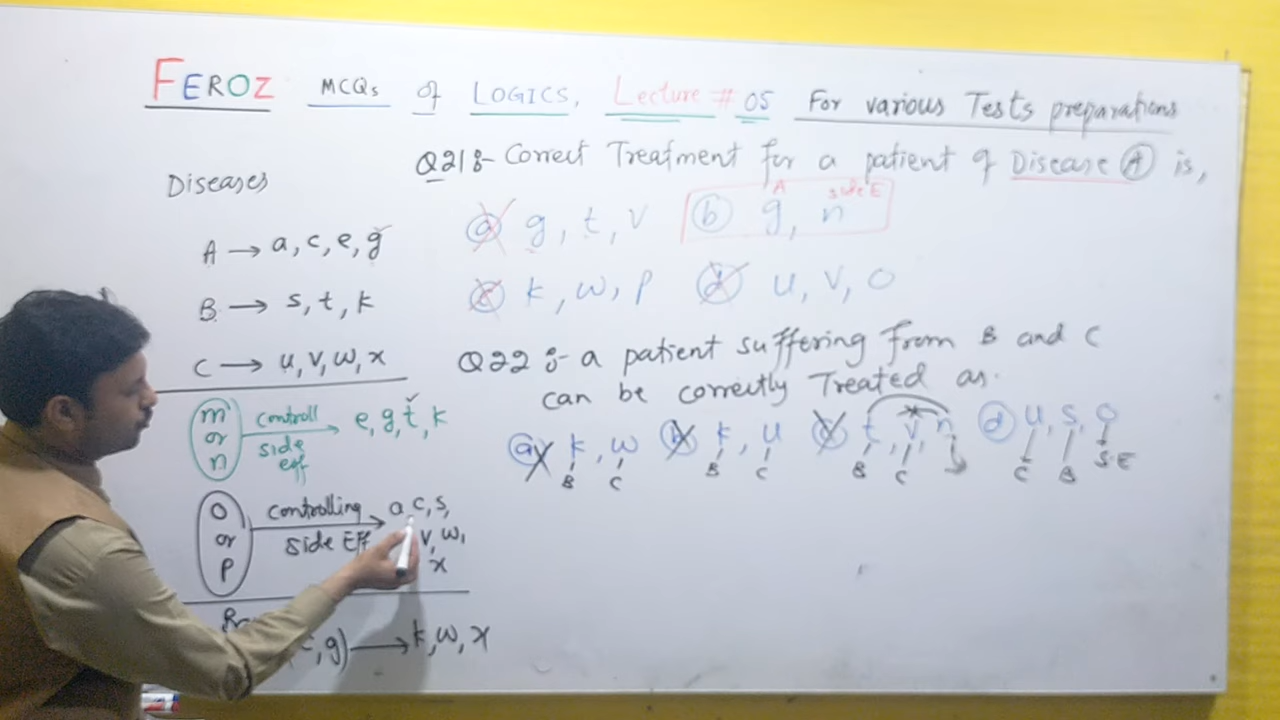 FEROZ MCQs of LOGICS, Lecture # 05 For various Tests preparations
Diseases
A → a, c, e, g
B → s, t, k
C → u, v, w, x
m or n controll side eff → e, g, t, k
O or P controlling side Eff → a, c, s,
v, w,
x
, g) → k, w, x
Q21:- Correct Treatment for a patient of Disease A is,
a g, t, v
b g, n
A side E
c k, w, p
d u, v, o
Q22:- a patient suffering from B and C
can be correctly Treated as.
a k, w
B C
b k, u
B C
c t, v, n
B C
d u, s, o
C B S.E